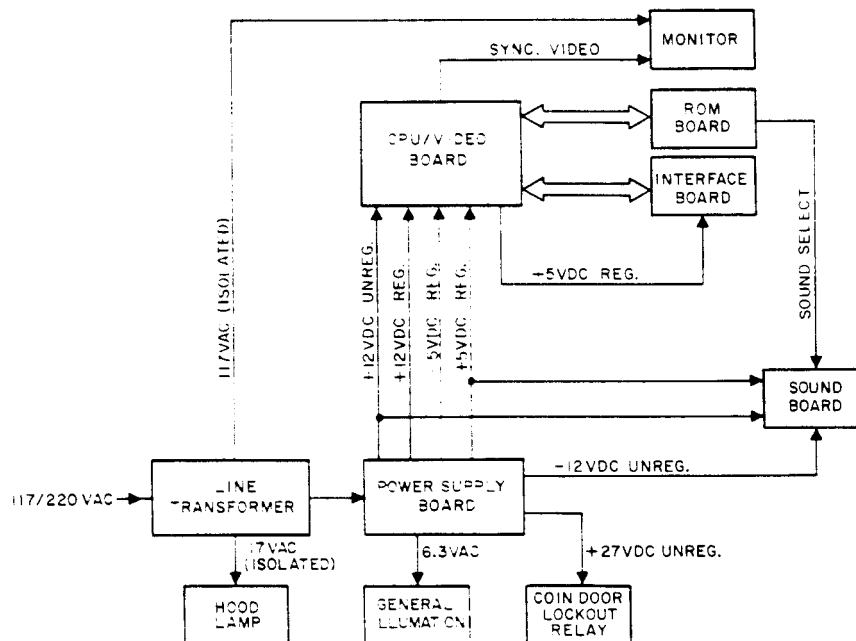 MONITOR
SYNC. VIDEO
CPU/VIDEO
BOARD
ROM
BOARD
INTERFACE
BOARD
117VAC (ISOLATED)
+12VDC UNREG.
+12VDC REG.
-5VDC REG.
+5VDC REG.
+5VDC REG.
SOUND SELECT
SOUND
BOARD
-12VDC UNREG.
117/220 VAC
LINE
TRANSFORMER
POWER SUPPLY
BOARD
17VAC
(ISOLATED)
6.3VAC
+27VDC UNREG.
HOOD
LAMP
GENERAL
ILLUMATION
COIN DOOR
LOCKOUT
RELAY